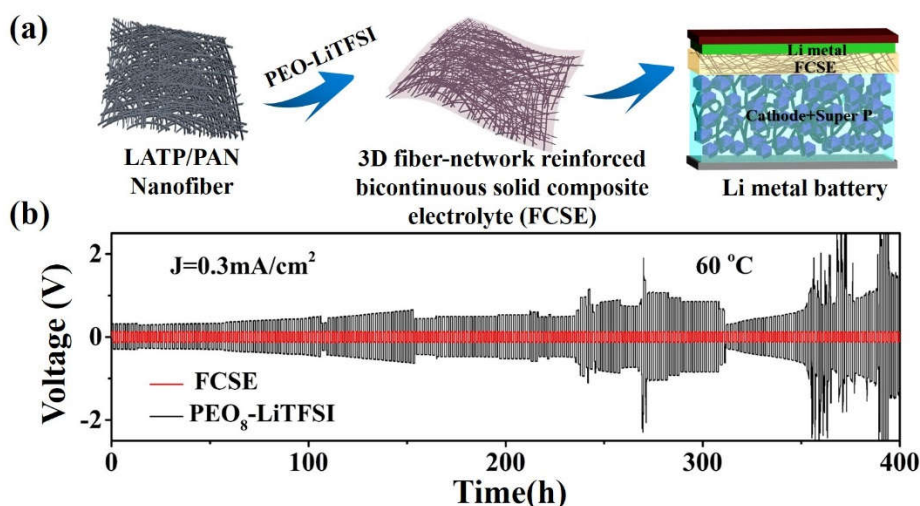 (a)
PEO-LiTFSI
Li metal
FCSE
Cathode+Super P
LATP/PAN
Nanofiber
3D fiber-network reinforced
bicontinuous solid composite
electrolyte (FCSE)
Li metal battery
(b)
J=0.3mA/cm²
60 °C
Voltage (V)
2
0
-2
FCSE
PEO₈-LiTFSI
0 100 200 300 400
Time(h)